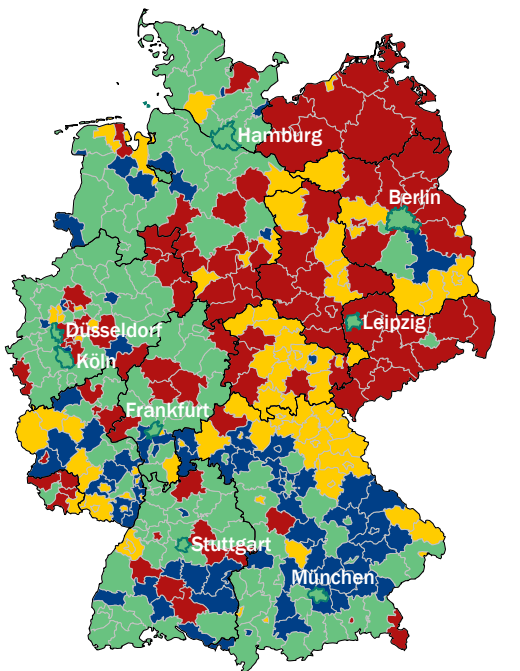 Hamburg
Berlin
Leipzig
Düsseldorf
Köln
Frankfurt
Stuttgart
München